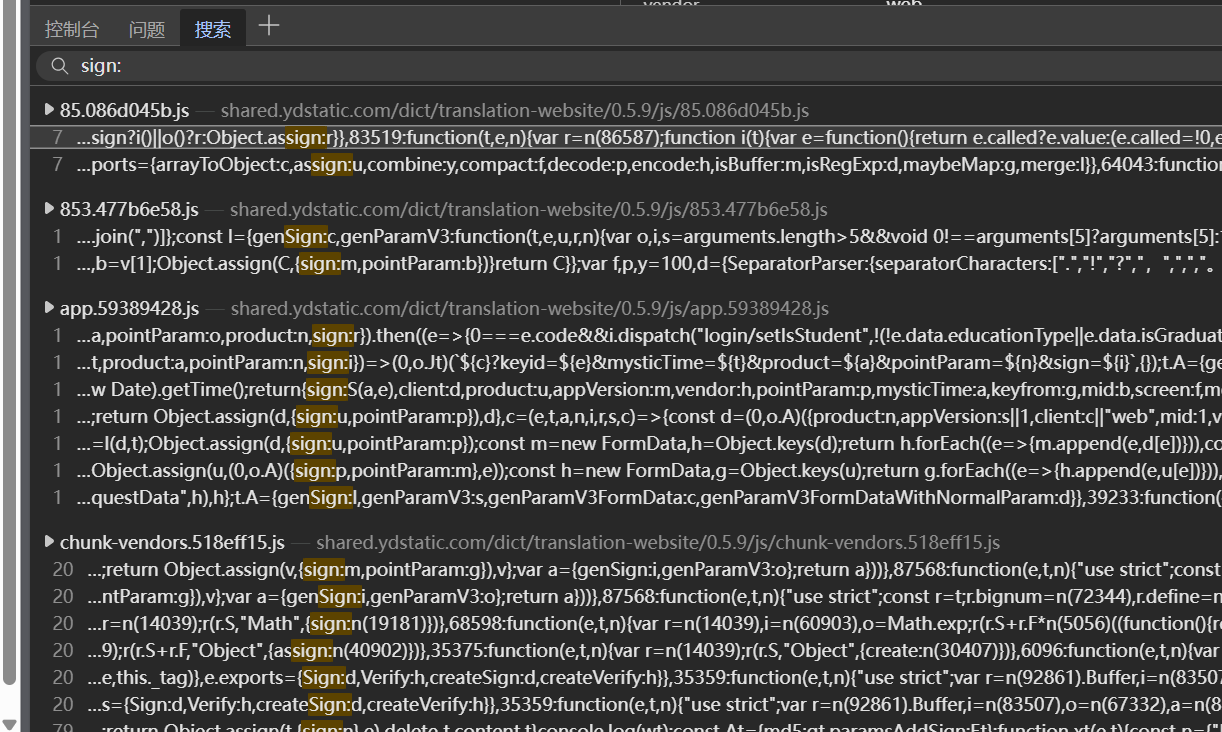 控制台 问题 搜索
sign:
85.086d045b.js — shared.ydstatic.com/dict/translation-website/0.5.9/js/85.086d045b.js
7 ...sign?i()||o()?r:Object.assign:r}},83519:function(t,e,n){var r=n(86587);function i(t){var e=function(){return e.called?e.value:(e.called=!0,e
7 ...ports={arrayToObject:c,assign:u,combine:y,compact:f,decode:p,encode:h,isBuffer:m,isRegExp:d,maybeMap:g,merge:l}},64043:function
853.477b6e58.js — shared.ydstatic.com/dict/translation-website/0.5.9/js/853.477b6e58.js
1 ....join(",")]};const l={genSign:c,genParamV3:function(t,e,u,r,n){var o,i,s=arguments.length>5&&void 0!==arguments[5]?arguments[5]:
1 ...,b=v[1];Object.assign(C,{sign:m,pointParam:b})}return C}};var f,p,y=100,d={SeparatorParser:{separatorCharacters:[".","!","?",", ",",",";","。
app.59389428.js — shared.ydstatic.com/dict/translation-website/0.5.9/js/app.59389428.js
1 ...a,pointParam:o,product:n,sign:r}).then((e=>{0===e.code&&i.dispatch("login/setIsStudent",!(!e.data.educationType||e.data.isGraduat
1 ...t,product:a,pointParam:n,sign:i})=>(0,o.Jt)(`${c}?keyid=${e}&mysticTime=${t}&product=${a}&pointParam=${n}&sign=${i}`,{});t.A={ge
1 ...w Date).getTime();return{sign:S(a,e),client:d,product:u,appVersion:m,vendor:h,pointParam:p,mysticTime:a,keyfrom:g,mid:b,screen:f,m
1 ...;return Object.assign(d,{sign:u,pointParam:p}),d},c=(e,t,a,n,i,r,s,c)=>{const d=(0,o.A)({product:n,appVersion:s||1,client:c||"web",mid:1,v
1 ...=l(d,t);Object.assign(d,{sign:u,pointParam:p});const m=new FormData,h=Object.keys(d);return h.forEach((e=>{m.append(e,d[e])})),co
1 ...Object.assign(u,(0,o.A)({sign:p,pointParam:m},e));const h=new FormData,g=Object.keys(u);return g.forEach((e=>{h.append(e,u[e])})),
1 ...questData",h),h};t.A={genSign:l,genParamV3:s,genParamV3FormData:c,genParamV3FormDataWithNormalParam:d}},39233:function(
chunk-vendors.518eff15.js — shared.ydstatic.com/dict/translation-website/0.5.9/js/chunk-vendors.518eff15.js
20 ...;return Object.assign(v,{sign:m,pointParam:g}),v};var a={genSign:i,genParamV3:o};return a}))},87568:function(e,t,n){"use strict";const
20 ...ntParam:g}),v};var a={genSign:i,genParamV3:o};return a}))},87568:function(e,t,n){"use strict";const r=t;r.bignum=n(72344),r.define=n
20 ...r=n(14039);r(r.S,"Math",{sign:n(19181)})},68598:function(e,t,n){var r=n(14039),i=n(60903),o=Math.exp;r(r.S+r.F*n(5056)((function(){re
20 ...9);r(r.S+r.F,"Object",{assign:n(40902)})},35375:function(e,t,n){var r=n(14039);r(r.S,"Object",{create:n(30407)})},6096:function(e,t,n){var
20 ...e,this._tag)},e.exports={Sign:d,Verify:h,createSign:d,createVerify:h}},35359:function(e,t,n){"use strict";var r=n(92861).Buffer,i=n(83507
20 ...s={Sign:d,Verify:h,createSign:d,createVerify:h}},35359:function(e,t,n){"use strict";var r=n(92861).Buffer,i=n(83507),o=n(67332),a=n(8